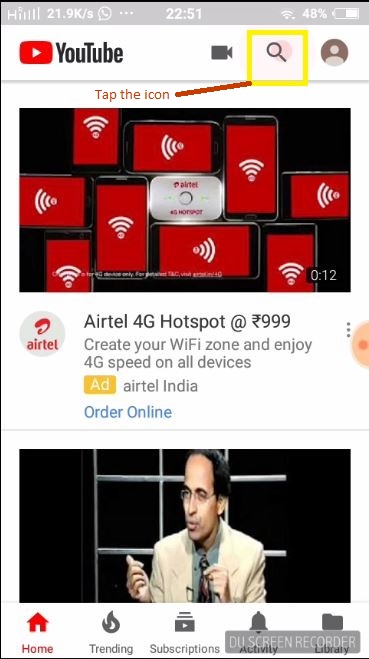 21.9K/s 22:51 48%
YouTube
Tap the icon
airtel
4G HOTSPOT
for 4G device only. For detailed T&C, visit airtel.in/4G
0:12
airtel
Airtel 4G Hotspot @ ₹999
Create your WiFi zone and enjoy
4G speed on all devices
Ad airtel India
Order Online
DU SCREEN RECORDER
Home Trending Subscriptions Activity Library